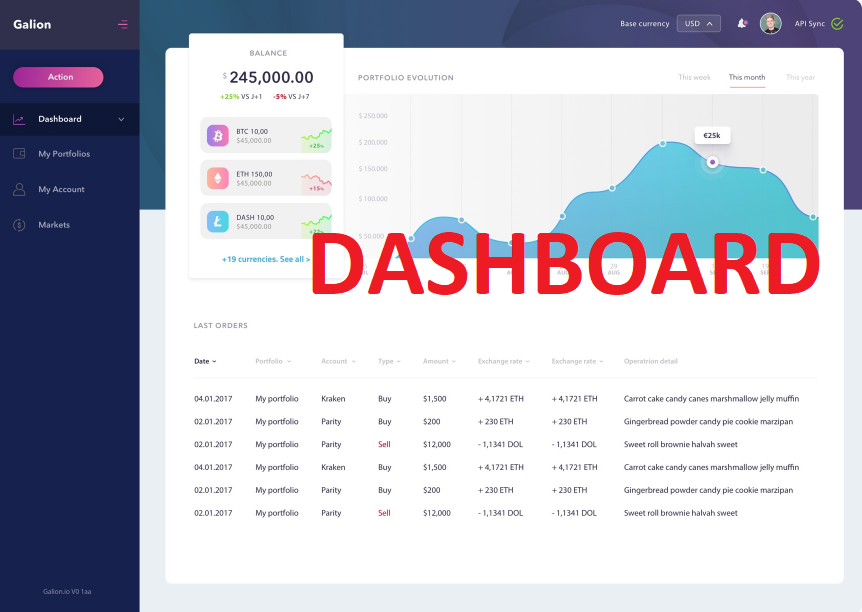 Galion
Action
Dashboard
My Portfolios
My Account
Markets
Galion.io V0 1aa
Base currency USD API Sync
BALANCE
$ 245,000.00
+25% VS J+1 -5% VS J+7
BTC 10,00
$45,000.00
+25%
ETH 150,00
$45,000.00
+15%
DASH 10,00
$45,000.00
+19 currencies. See all >
PORTFOLIO EVOLUTION
This week This month This year
$ 250.000
$ 200.000
$ 150.000
$ 100.000
$ 50.000
€25k
29
AUG
DASHBOARD
LAST ORDERS
Date Portfolio Account Type Amount Exchange rate Exchange rate Operatrion detail
04.01.2017 My portfolio Kraken Buy $1,500 + 4,1721 ETH + 4,1721 ETH Carrot cake candy canes marshmallow jelly muffin
02.01.2017 My portfolio Parity Buy $200 + 230 ETH + 230 ETH Gingerbread powder candy pie cookie marzipan
02.01.2017 My portfolio Parity Sell $12,000 - 1,1341 DOL - 1,1341 DOL Sweet roll brownie halvah sweet
04.01.2017 My portfolio Kraken Buy $1,500 + 4,1721 ETH + 4,1721 ETH Carrot cake candy canes marshmallow jelly muffin
02.01.2017 My portfolio Parity Buy $200 + 230 ETH + 230 ETH Gingerbread powder candy pie cookie marzipan
02.01.2017 My portfolio Parity Sell $12,000 - 1,1341 DOL - 1,1341 DOL Sweet roll brownie halvah sweet